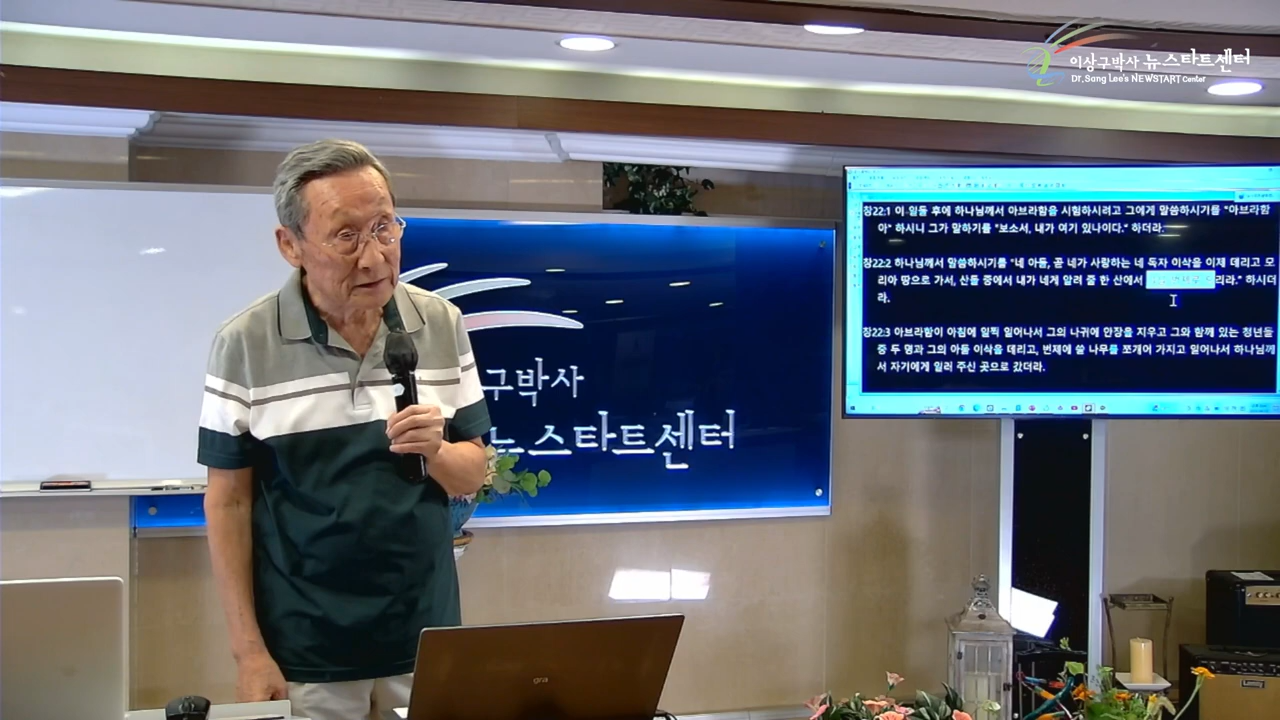 이상구박사 뉴스타트센터
Dr. Sang Lee's NEWSTART Center
창22:1 이 일들 후에 하나님께서 아브라함을 시험하시려고 그에게 말씀하시기를 "아브라함
아" 하시니 그가 말하기를 "보소서, 내가 여기 있나이다." 하더라.
창22:2 하나님께서 말씀하시기를 "네 아들, 곧 네가 사랑하는 네 독자 이삭을 이제 데리고 모
리아 땅으로 가서, 산들 중에서 내가 네게 알려 줄 한 산에서 리라." 하시더
라.
창22:3 아브라함이 아침에 일찍 일어나서 그의 나귀에 안장을 지우고 그와 함께 있는 청년들
중 두 명과 그의 아들 이삭을 데리고, 번제에 쓸 나무를 쪼개어 가지고 일어나서 하나님께
서 자기에게 일러 주신 곳으로 갔더라.
구박사
뉴스타트센터
gra